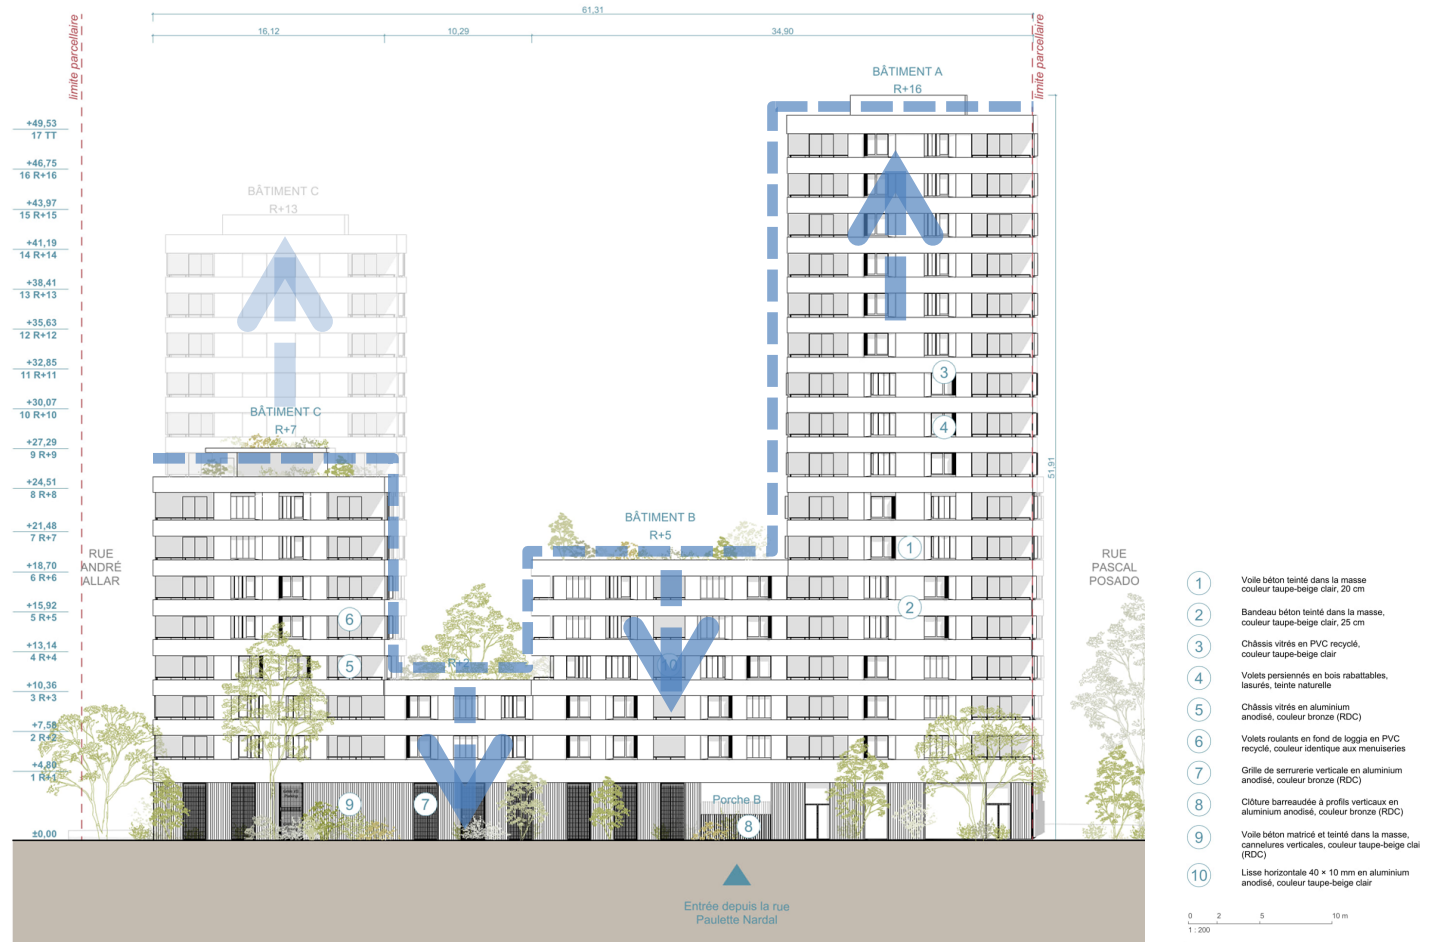 61,31
16,12
10,29
34,90
limite parcellaire
limite parcellaire
BÂTIMENT A
R+16
+49,53
17 TT
+46,75
16 R+16
+43,97
15 R+15
+41,19
14 R+14
+38,41
13 R+13
+35,63
12 R+12
+32,85
11 R+11
+30,07
10 R+10
+27,29
9 R+9
+24,51
8 R+8
+21,48
7 R+7
+18,70
6 R+6
+15,92
5 R+5
+13,14
4 R+4
+10,36
3 R+3
+7,58
2 R+2
+4,80
1 R+1
±0,00
BÂTIMENT C
R+13
BÂTIMENT C
R+7
BÂTIMENT B
R+5
R+2
51,91
RUE
ANDRÉ
ALLAR
RUE
PASCAL
POSADO
3
4
1
2
6
5
10
9
7
Porche B
8
Entrée depuis la rue
Paulette Nardal
1 Voile béton teinté dans la masse
couleur taupe-beige clair, 20 cm
2 Bandeau béton teinté dans la masse,
couleur taupe-beige clair, 25 cm
3 Châssis vitrés en PVC recyclé,
couleur taupe-beige clair
4 Volets persiennés en bois rabattables,
lasurés, teinte naturelle
5 Châssis vitrés en aluminium
anodisé, couleur bronze (RDC)
6 Volets roulants en fond de loggia en PVC
recyclé, couleur identique aux menuiseries
7 Grille de serrurerie verticale en aluminium
anodisé, couleur bronze (RDC)
8 Clôture barreaudée à profils verticaux en
aluminium anodisé, couleur bronze (RDC)
9 Voile béton matricé et teinté dans la masse,
cannelures verticales, couleur taupe-beige clai
(RDC)
10 Lisse horizontale 40 × 10 mm en aluminium
anodisé, couleur taupe-beige clair
0 2 5 10 m
1 : 200